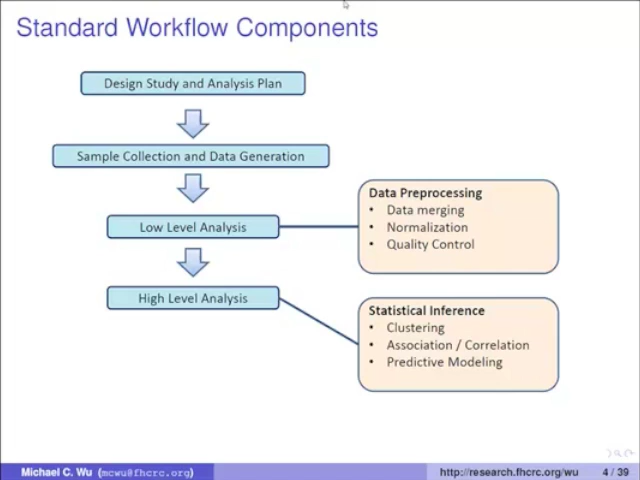 Standard Workflow Components
Design Study and Analysis Plan
Sample Collection and Data Generation
Low Level Analysis
Data Preprocessing
• Data merging
• Normalization
• Quality Control
High Level Analysis
Statistical Inference
• Clustering
• Association / Correlation
• Predictive Modeling
Michael C. Wu (mcwu@fhcrc.org)
http://research.fhcrc.org/wu
4 / 39